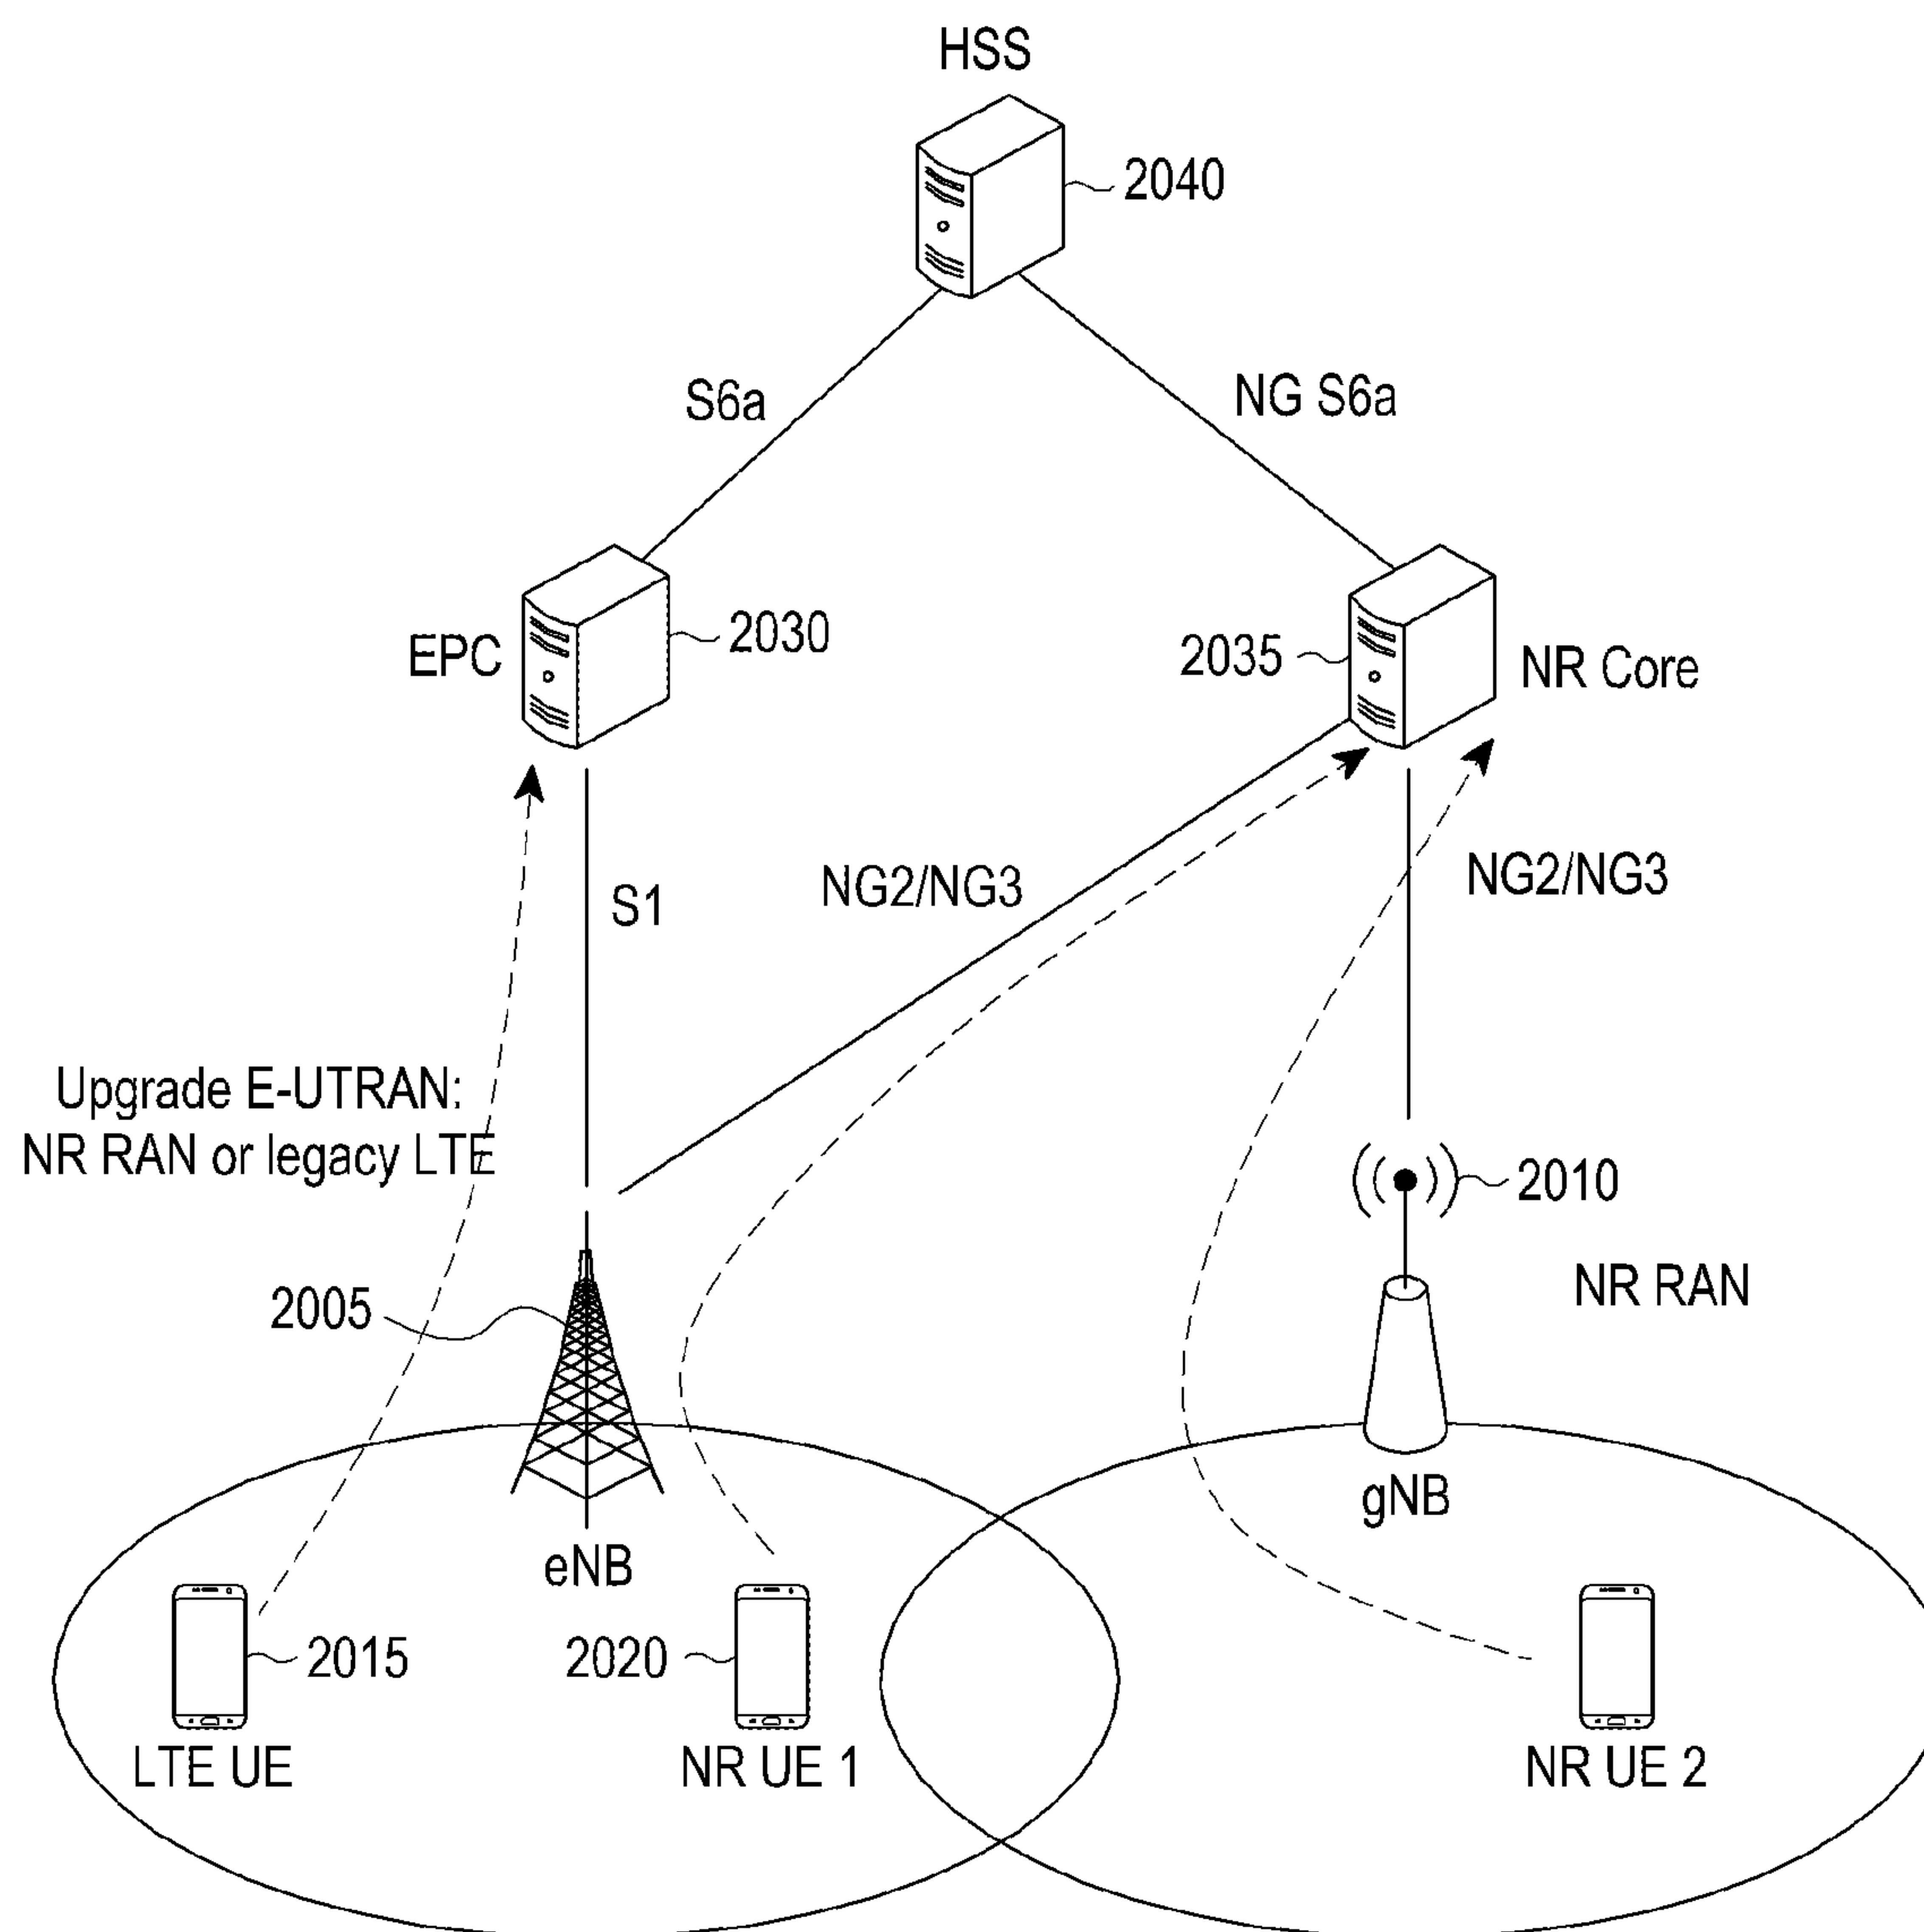 HSS
2040
S6a
NG S6a
EPC
2030
2035
NR Core
NG2/NG3
NG2/NG3
S1
Upgrade E-UTRAN:
NR RAN or legacy LTE
2010
2005
NR RAN
gNB
eNB
2015
2020
LTE UE
NR UE 1
NR UE 2